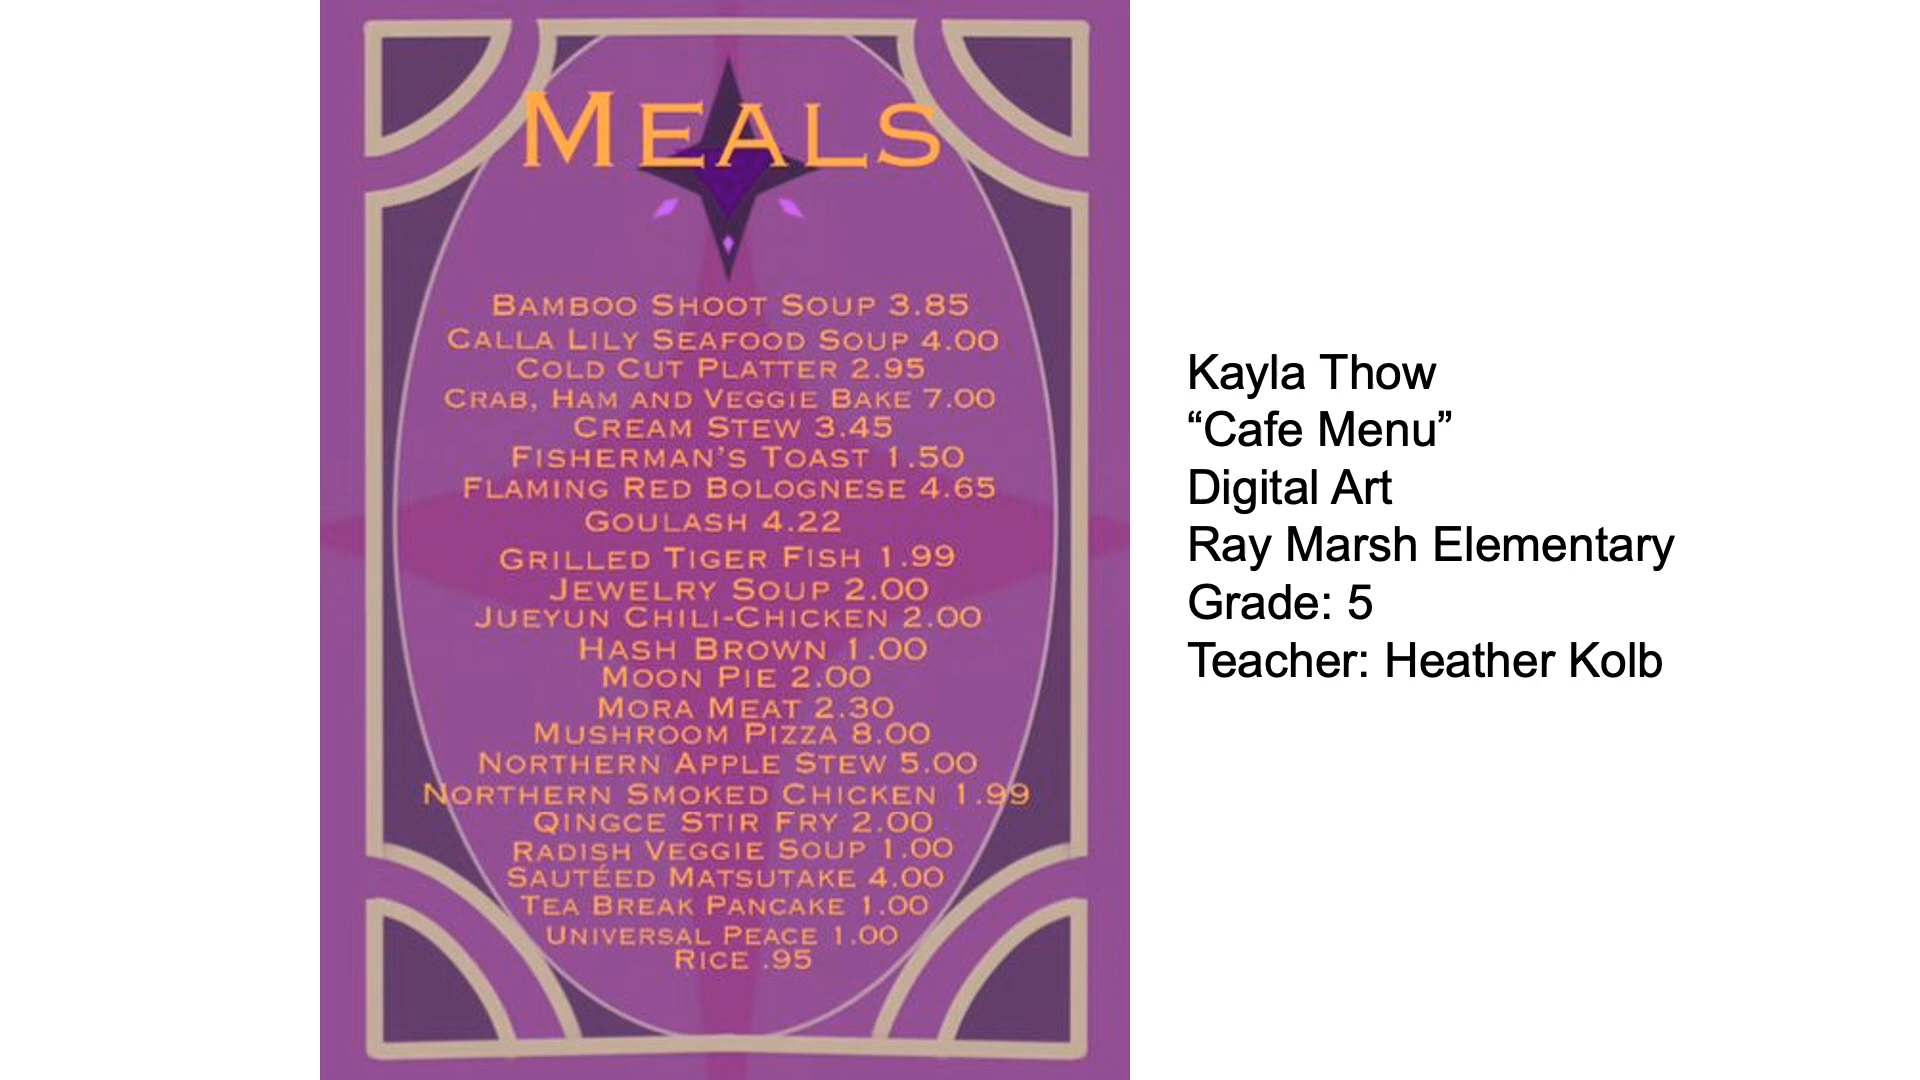 MEALS
BAMBOO SHOOT SOUP 3.85
CALLA LILY SEAFOOD SOUP 4.00
COLD CUT PLATTER 2.95
CRAB, HAM AND VEGGIE BAKE 7.00
CREAM STEW 3.45
FISHERMAN’S TOAST 1.50
FLAMING RED BOLOGNESE 4.65
GOULASH 4.22
GRILLED TIGER FISH 1.99
JEWELRY SOUP 2.00
JUEYUN CHILI-CHICKEN 2.00
HASH BROWN 1.00
MOON PIE 2.00
MORA MEAT 2.30
MUSHROOM PIZZA 8.00
NORTHERN APPLE STEW 5.00
NORTHERN SMOKED CHICKEN 1.99
QINGCE STIR FRY 2.00
RADISH VEGGIE SOUP 1.00
SAUTÉED MATSUTAKE 4.00
TEA BREAK PANCAKE 1.00
UNIVERSAL PEACE 1.00
RICE .95
Kayla Thow
“Cafe Menu”
Digital Art
Ray Marsh Elementary
Grade: 5
Teacher: Heather Kolb